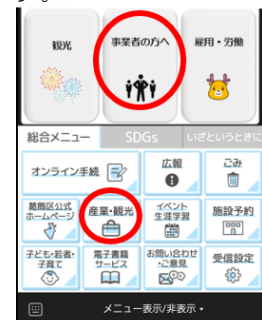 観光
事業者の方へ
雇用・労働
総合メニュー
SDGs
いざというときに
オンライン手続
広報
ごみ
葛飾区公式
ホームページ
産業・観光
イベント
生涯学習
施設予約
子ども・若者・
子育て
電子書籍
サービス
お問い合わせ
・ご意見
受信設定
メニュー表示/非表示▼